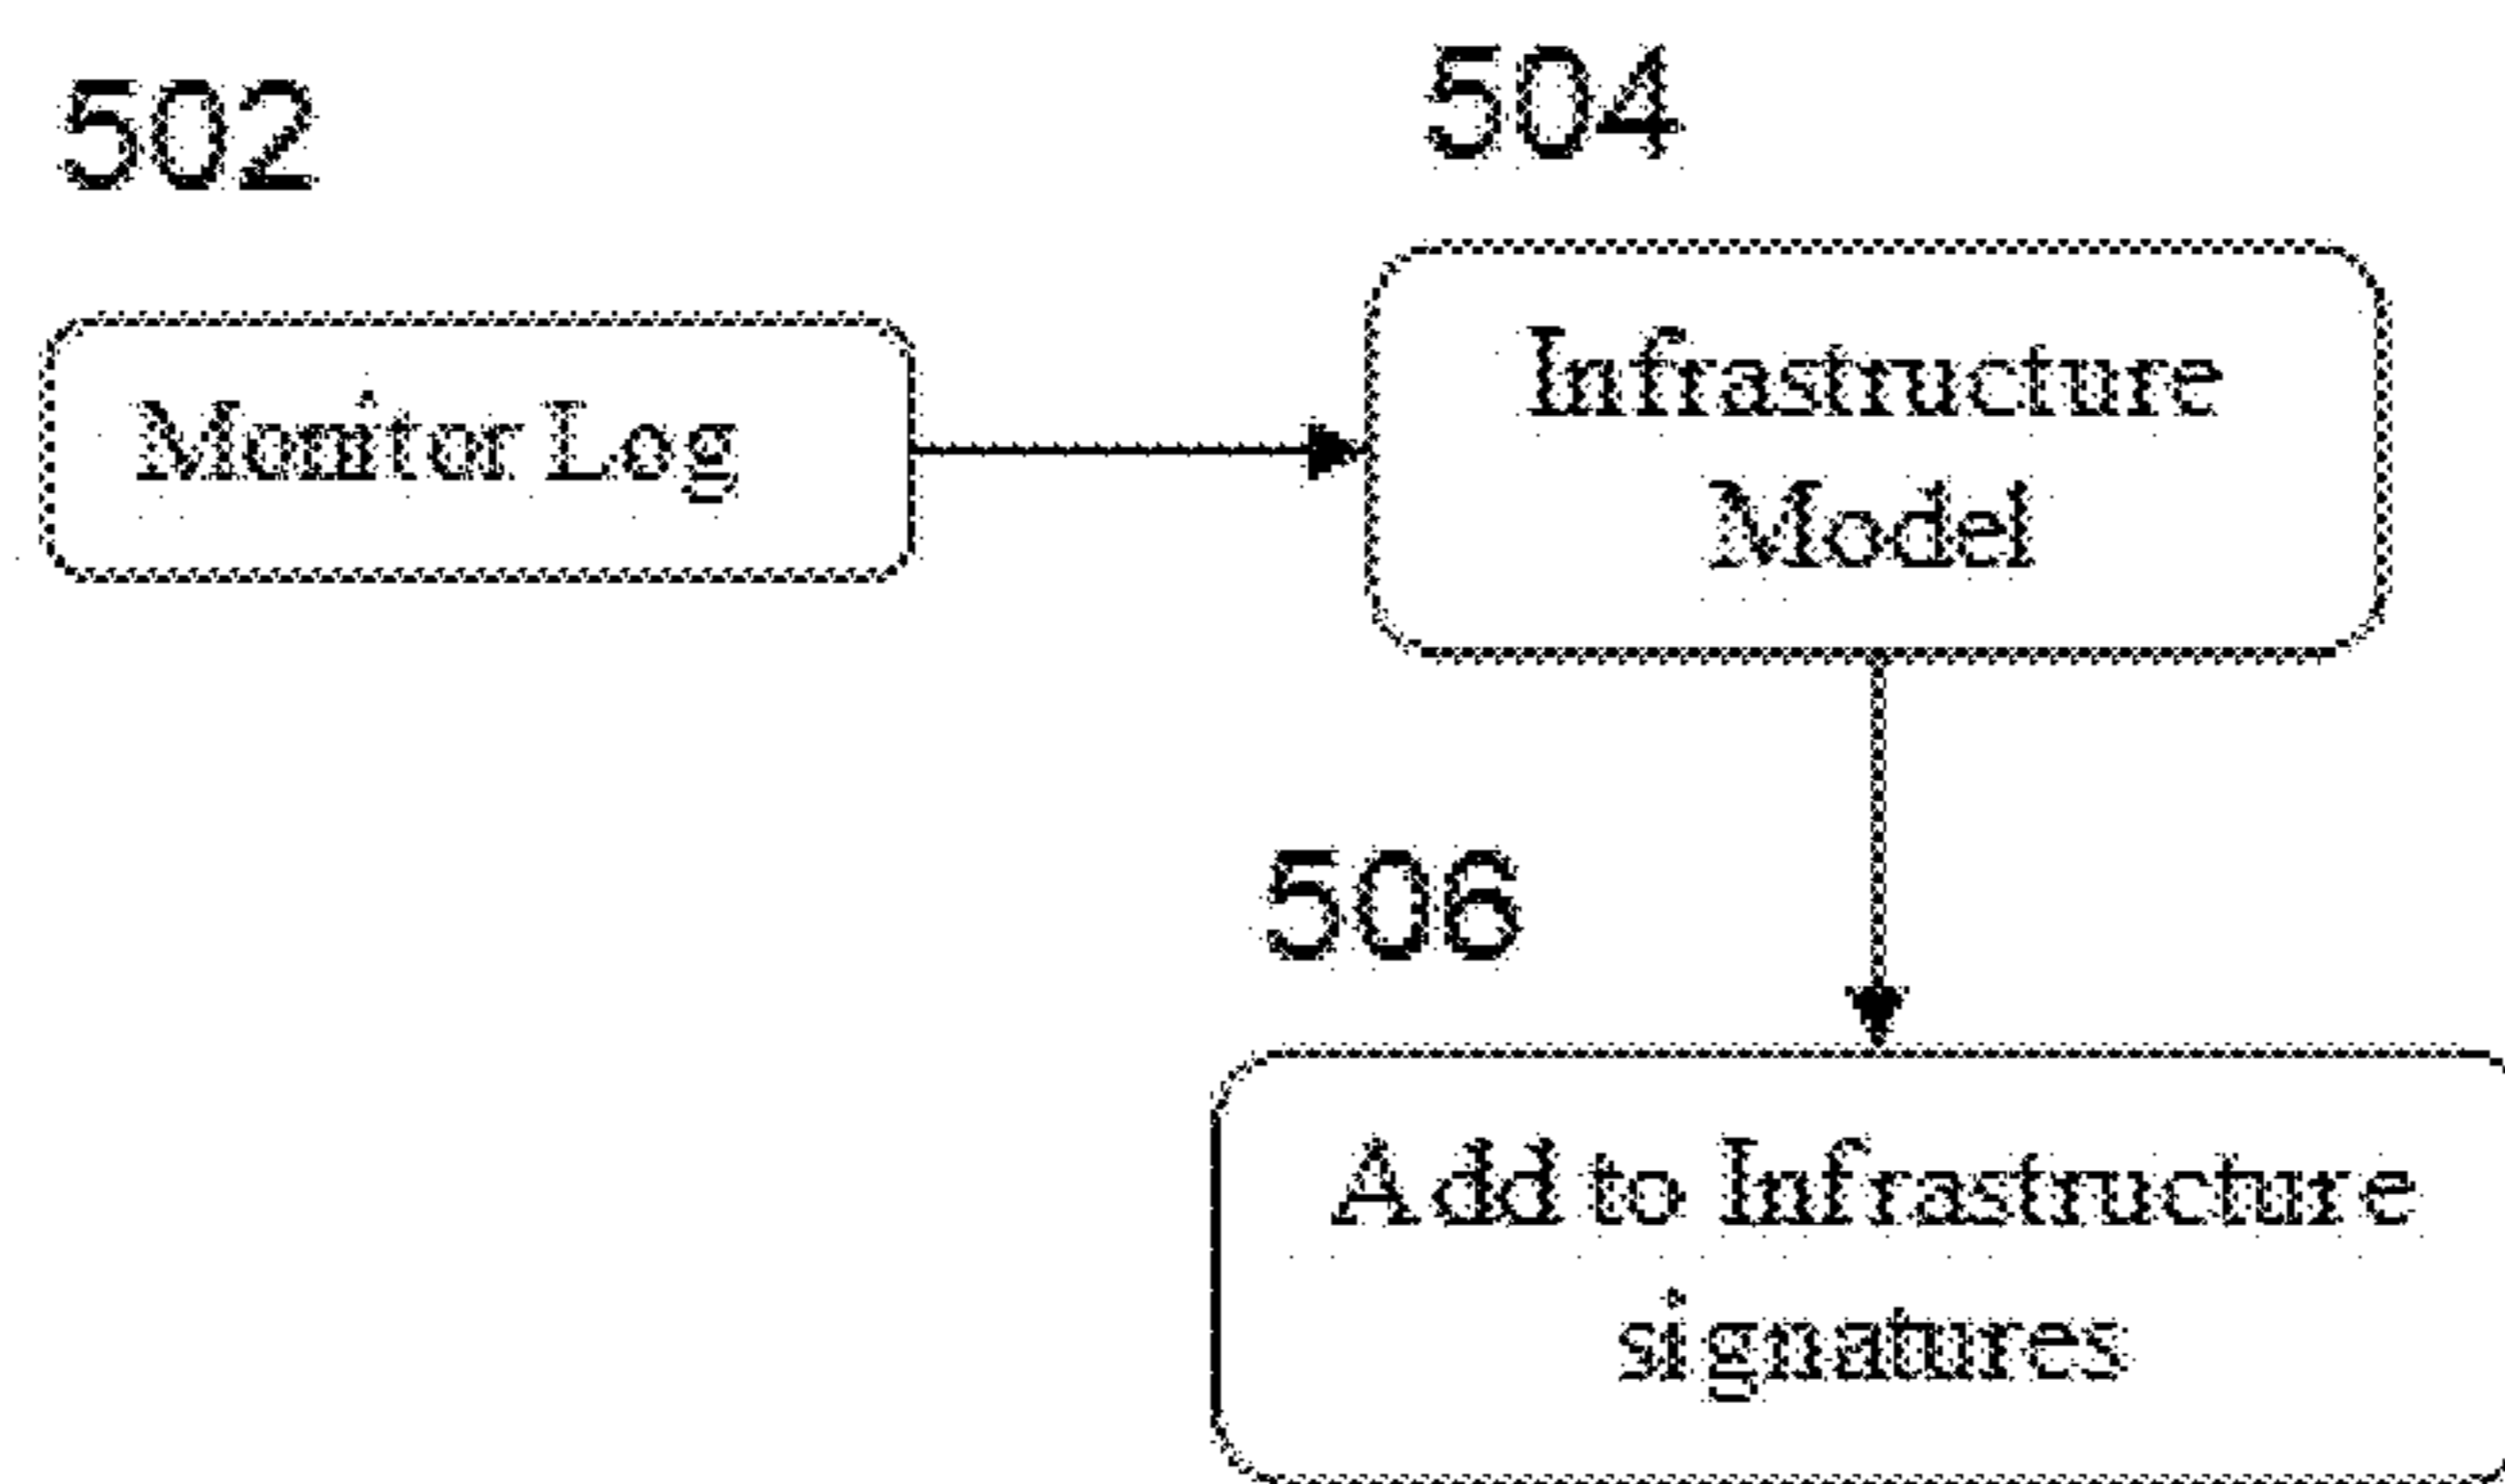 502
504
Monitor Log
Infrastructure
Model
506
Add to Infrastructure
signatures